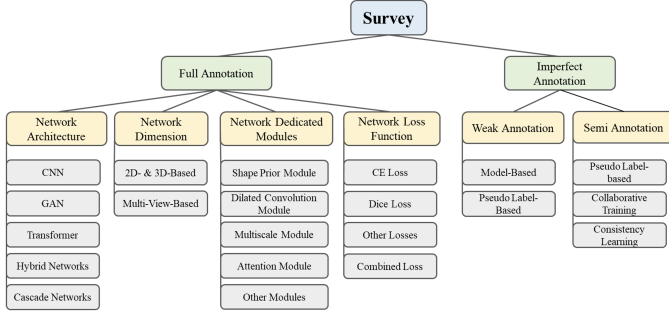 Survey
Full Annotation
Imperfect
Annotation
Network
Architecture
Network
Dimension
Network Dedicated
Modules
Network Loss
Function
Weak Annotation
Semi Annotation
CNN
GAN
Transformer
Hybrid Networks
Cascade Networks
2D- & 3D-Based
Multi-View-Based
Shape Prior Module
Dilated Convolution
Module
Multiscale Module
Attention Module
Other Modules
CE Loss
Dice Loss
Other Losses
Combined Loss
Model-Based
Pseudo Label-
Based
Pseudo Label-
based
Collaborative
Training
Consistency
Learning